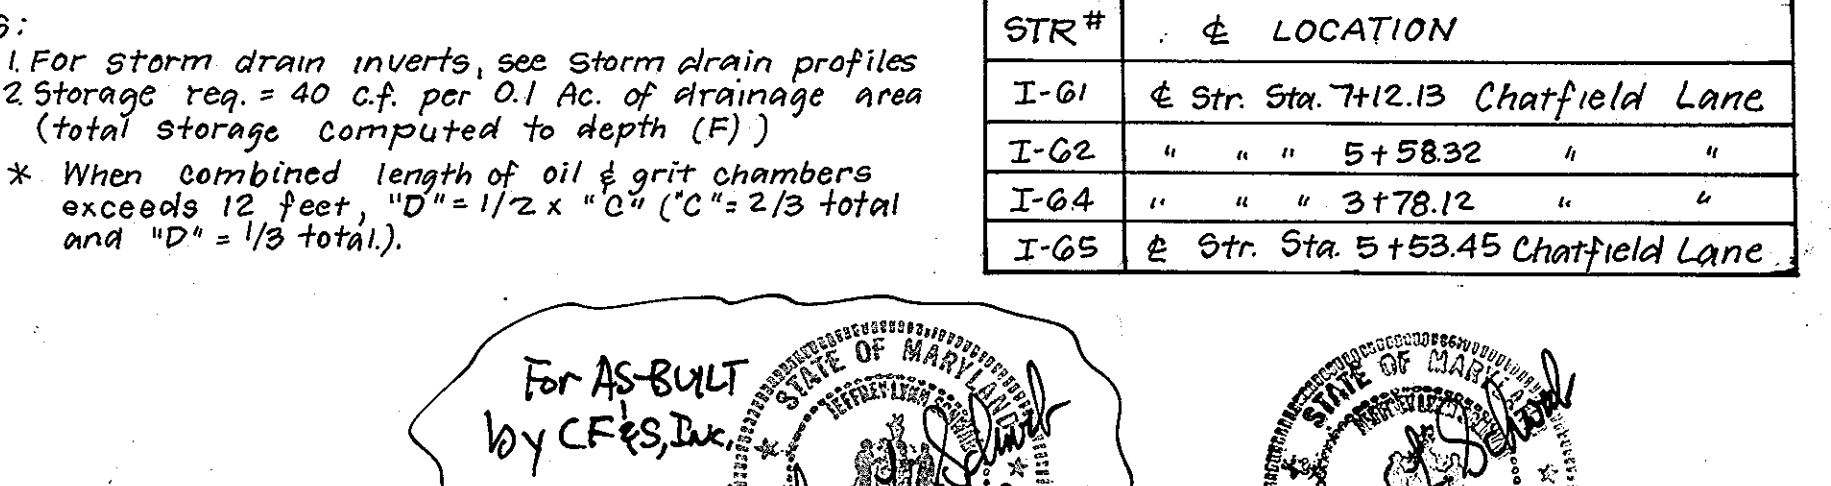 S:
1. For storm drain inverts, see storm drain profiles
2. Storage req. = 40 c.f. per 0.1 Ac. of drainage area
(total storage computed to depth (F) )
* When combined length of oil & grit chambers
exceeds 12 feet, "D" = 1/2 x "C" ("C" = 2/3 total
and "D" = 1/3 total.).
STR# ℄ LOCATION
I-61 ℄ Str. Sta. 7+12.13 Chatfield Lane
I-62 " " " 5+58.32 " "
I-64 " " " 3+78.12 " "
I-65 ℄ Str. Sta. 5+53.45 Chatfield Lane
For AS-BUILT
by CF&S, Inc.
STATE OF MARYLAND
STATE OF MARYLA